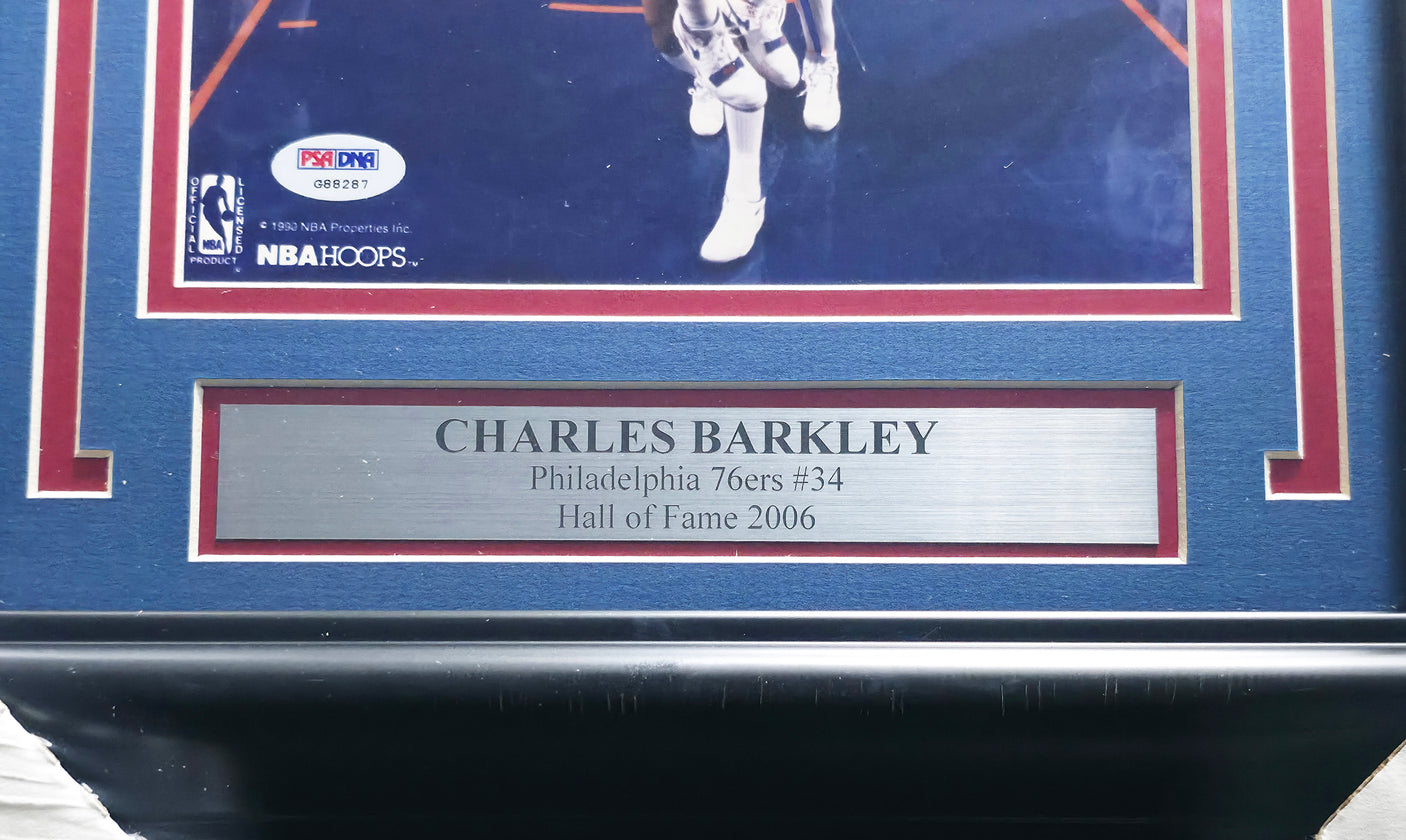 PSA DNA
G88287
OFFICIAL
LICENSED
NBA
PRODUCT
© 1990 NBA Properties Inc.
NBA HOOPS™
CHARLES BARKLEY
Philadelphia 76ers #34
Hall of Fame 2006